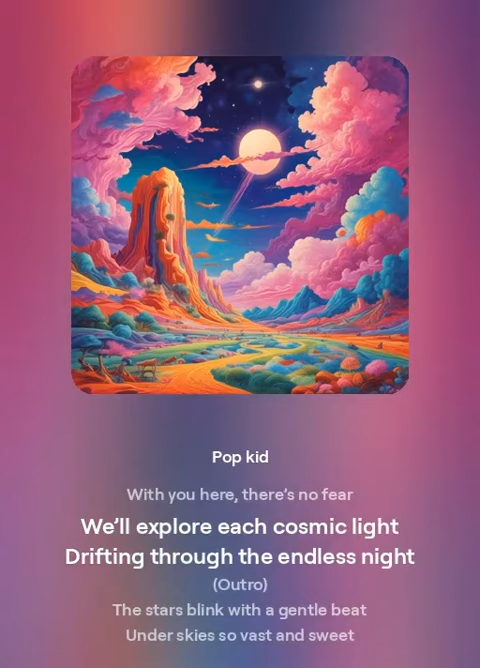 Pop kid
With you here, there’s no fear
We’ll explore each cosmic light
Drifting through the endless night
(Outro)
The stars blink with a gentle beat
Under skies so vast and sweet